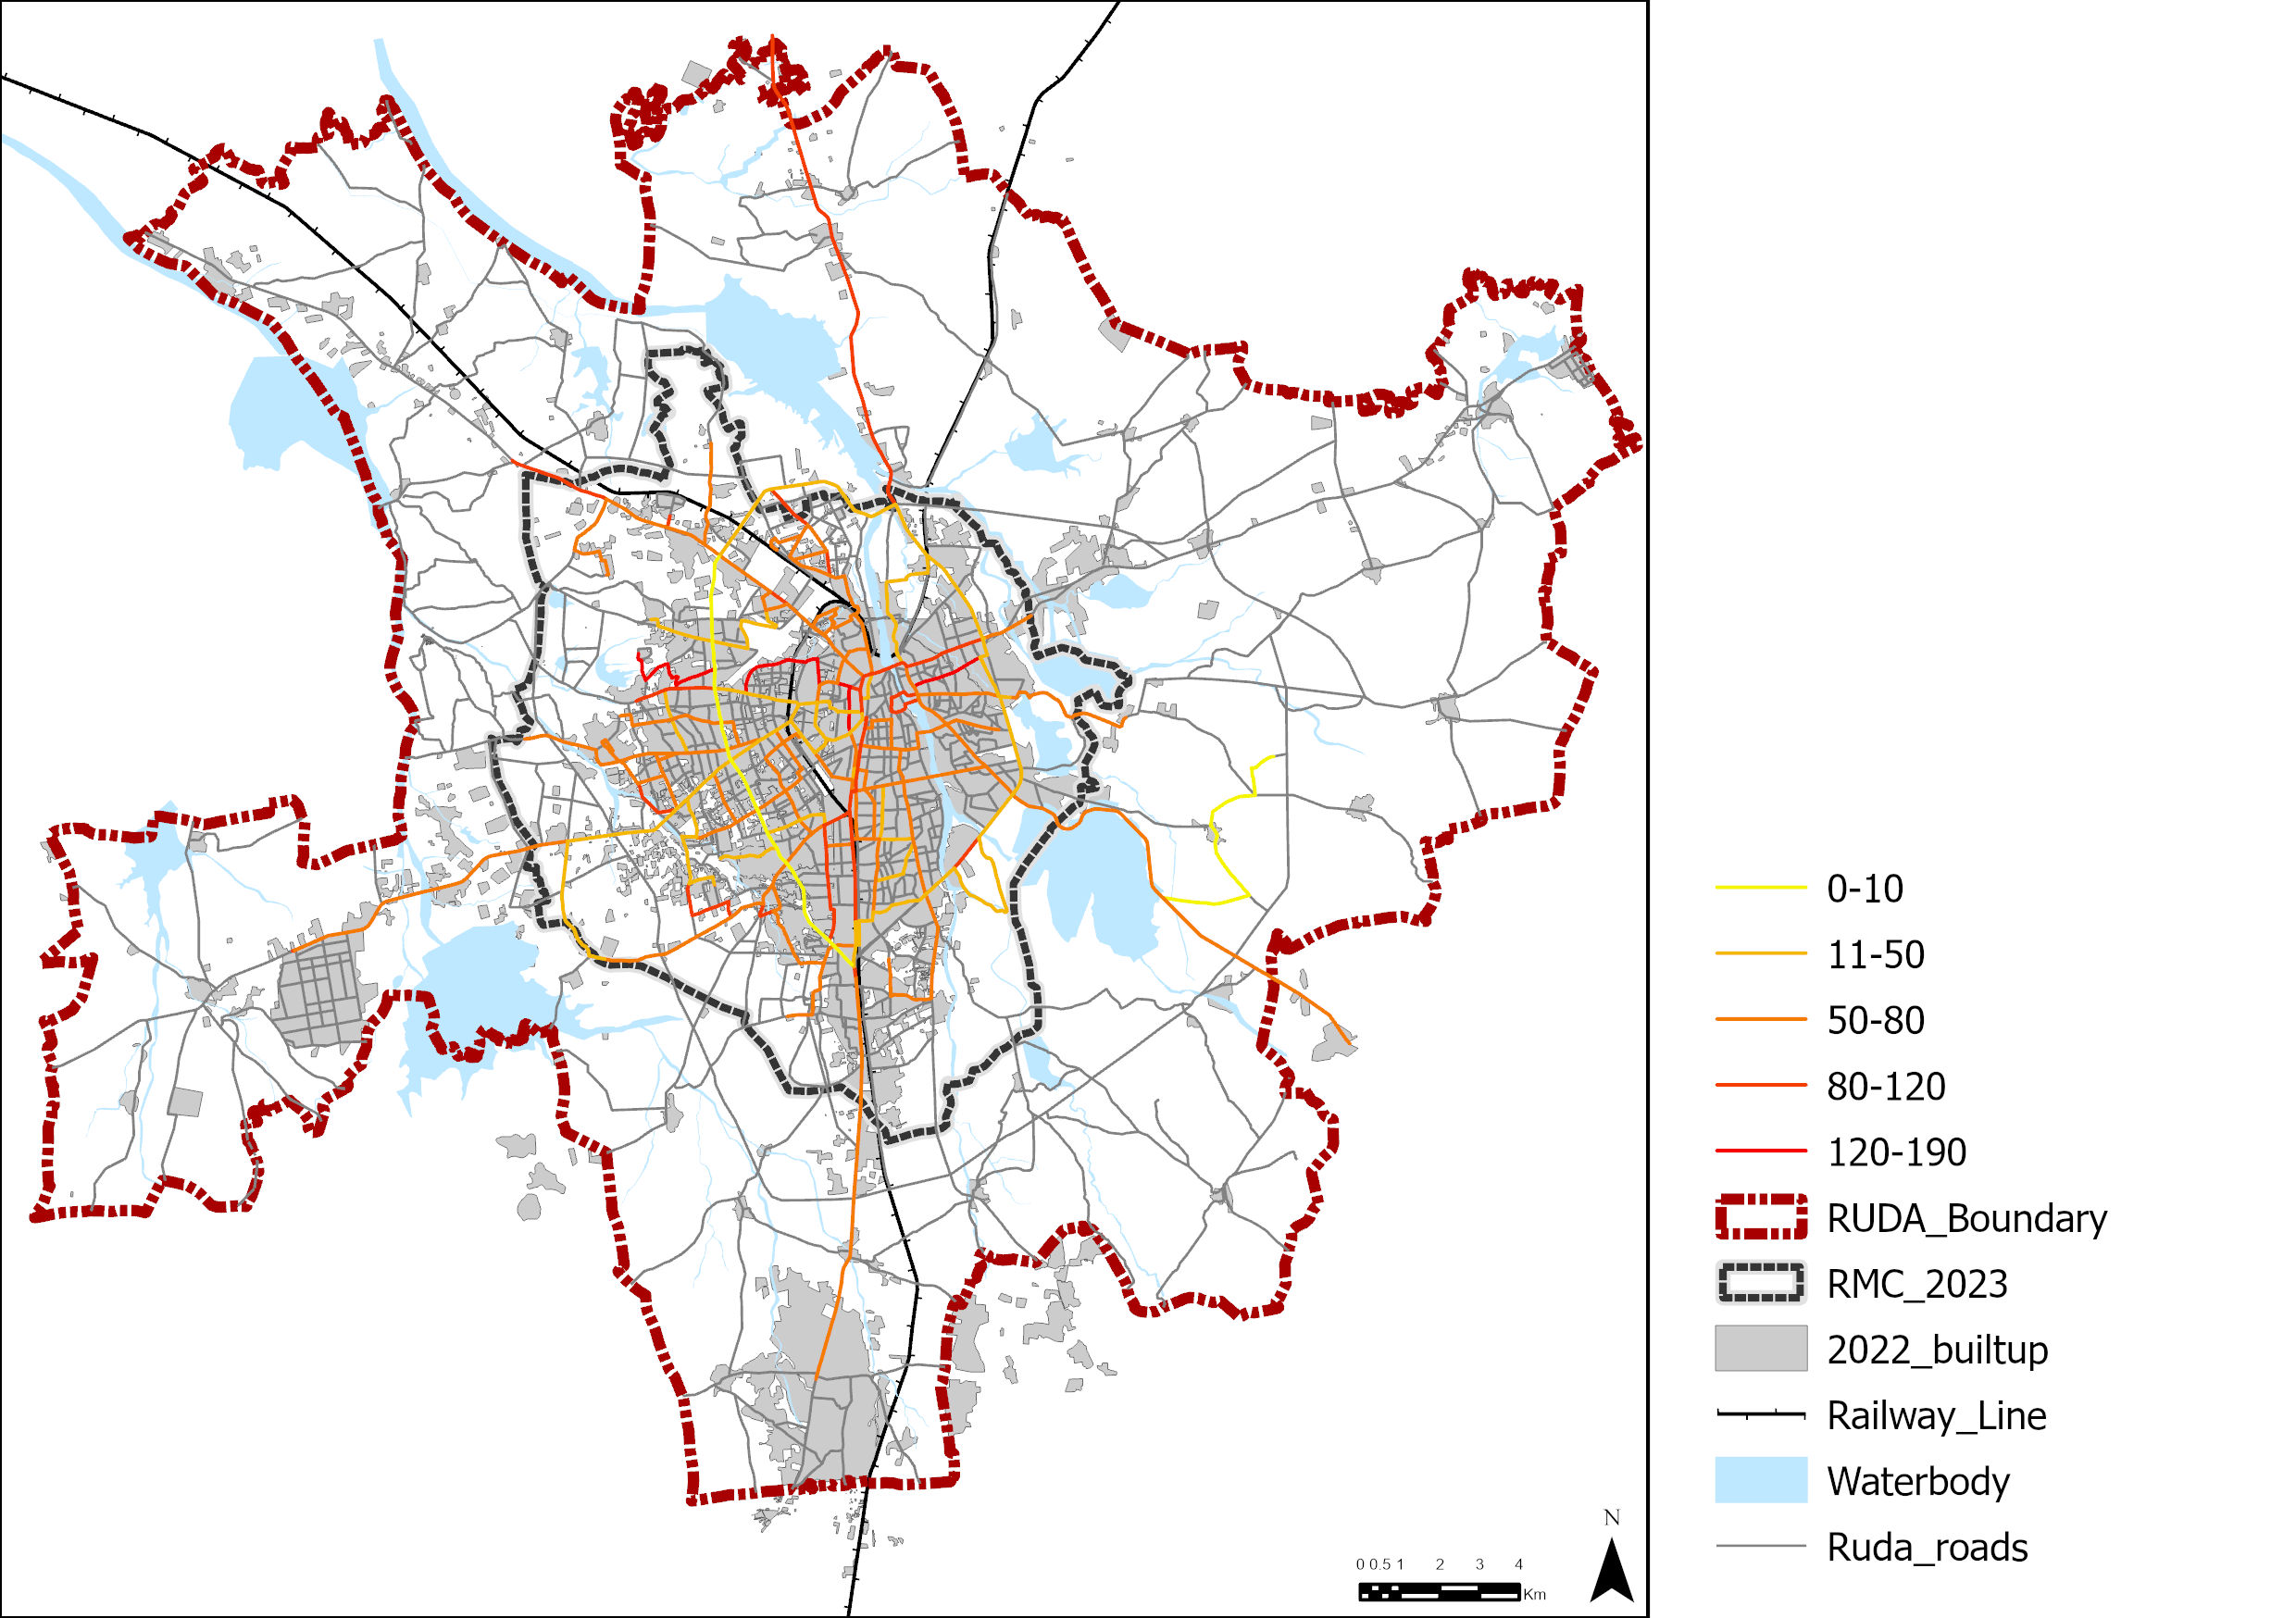 0-10
11-50
50-80
80-120
120-190
RUDA_Boundary
RMC_2023
2022_builtup
Railway_Line
Waterbody
Ruda_roads
N
0 0.5 1 2 3 4
Km